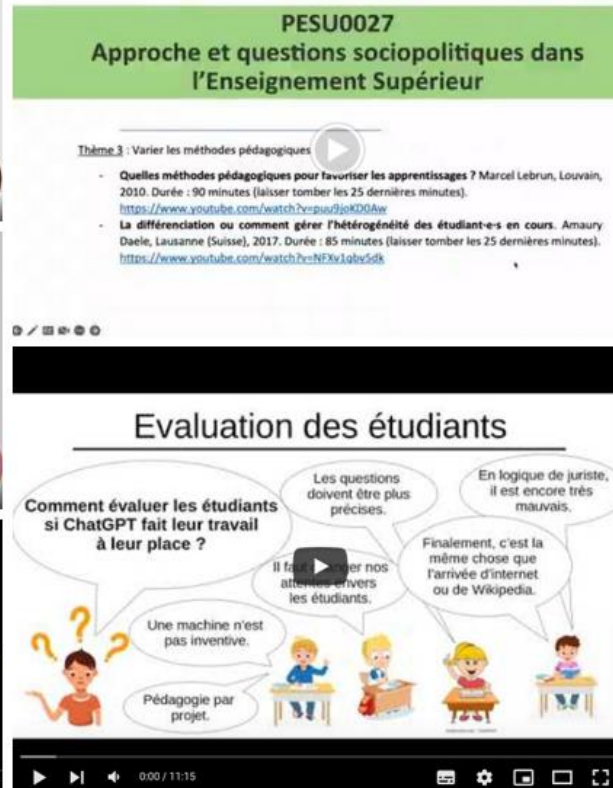 PESU0027
Approche et questions sociopolitiques dans
l'Enseignement Supérieur
Thème 3 : Varier les méthodes pédagogiques
- Quelles méthodes pédagogiques pour favoriser les apprentissages ? Marcel Lebrun, Louvain,
2010. Durée : 90 minutes (laisser tomber les 25 dernières minutes).
https://www.youtube.com/watch?v=puu9joKD0Aw
- La différenciation ou comment gérer l'hétérogénéité des étudiant-e-s en cours. Amaury
Daele, Lausanne (Suisse), 2017. Durée : 85 minutes (laisser tomber les 25 dernières minutes).
https://www.youtube.com/watch?v=NFXv1qbvSdk
Evaluation des étudiants
Comment évaluer les étudiants
si ChatGPT fait leur travail
à leur place ?
Les questions
doivent être plus
précises.
En logique de juriste,
il est encore très
mauvais.
Il faut nos
envers
les étudiants.
Finalement, c'est la
même chose que
l'arrivée d'internet
ou de Wikipedia.
Une machine n'est
pas inventive.
Pédagogie par
projet.
0:00 / 11:15